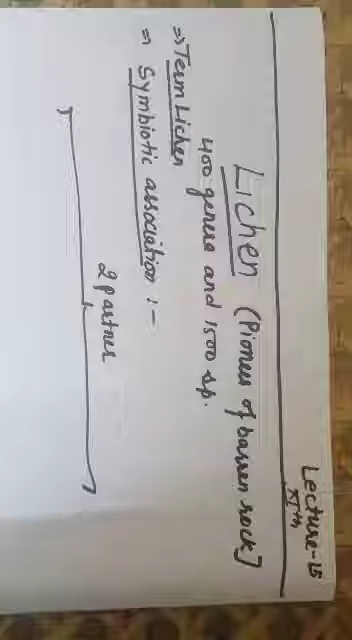 Lecture-15
XIth
Lichen (Pioneer of barren rock]
400 genera and 1500 sp.
⇒ Term Lichen
⇒ Symbiotic association :-
2 partner